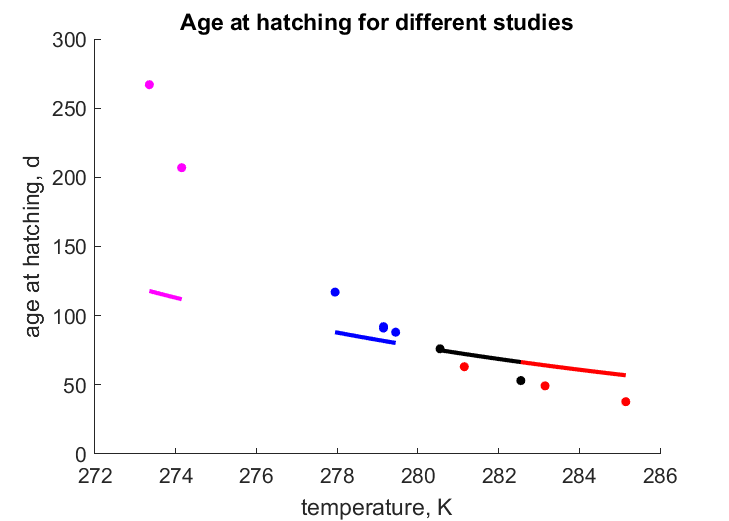 Age at hatching for different studies
300
250
200
150
100
50
0
age at hatching, d
272 274 276 278 280 282 284 286
temperature, K